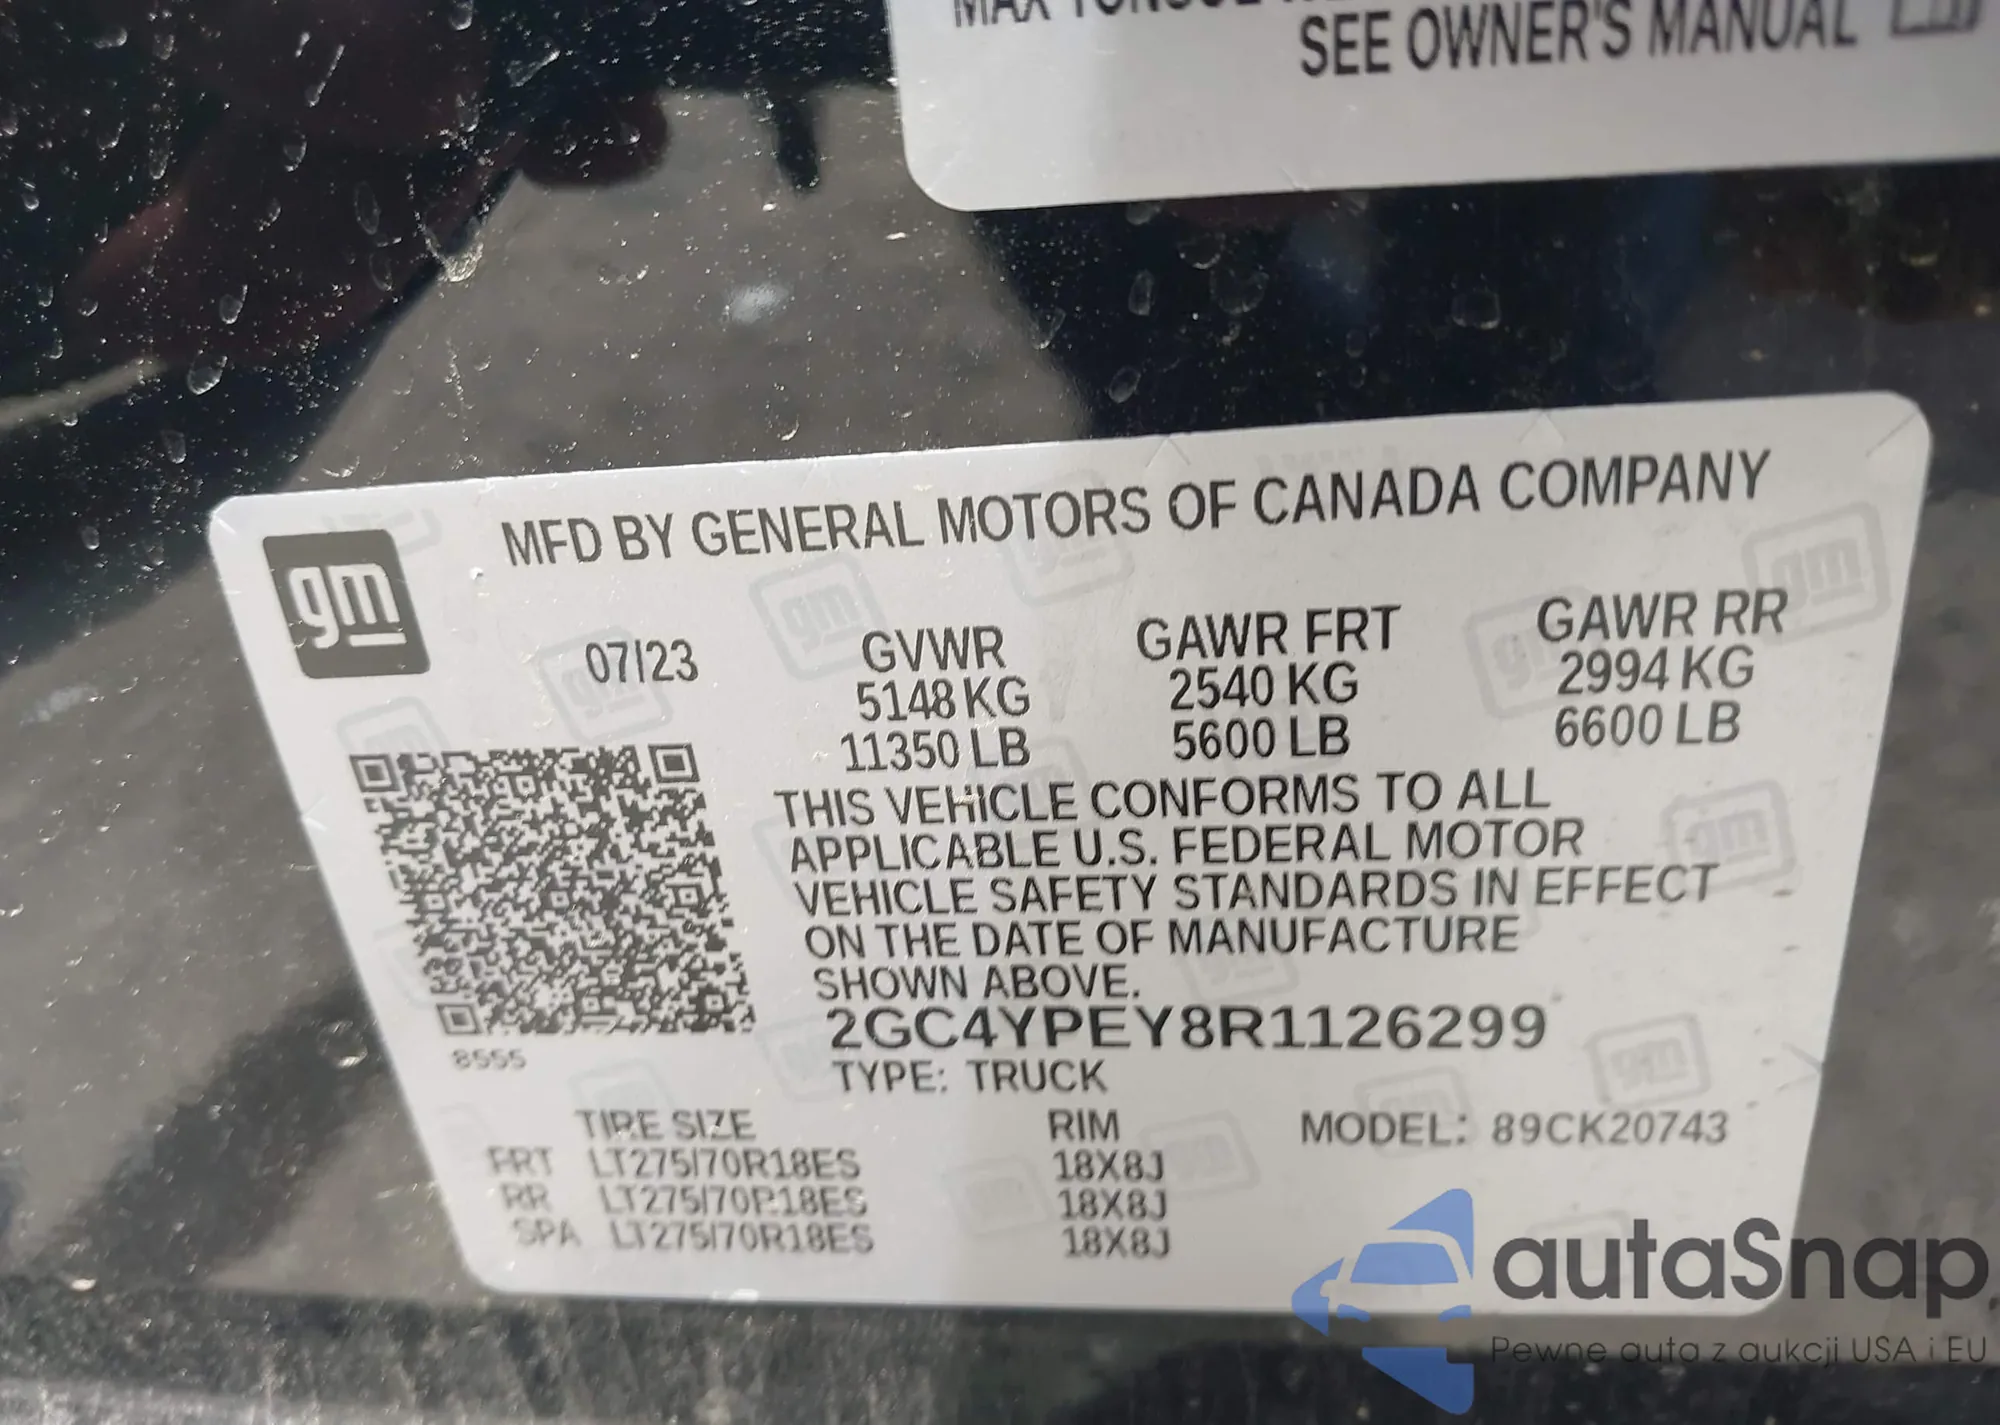 SEE OWNER'S MANUAL
MFD BY GENERAL MOTORS OF CANADA COMPANY
gm
07/23
GVWR
5148 KG
11350 LB
GAWR FRT
2540 KG
5600 LB
GAWR RR
2994 KG
6600 LB
THIS VEHICLE CONFORMS TO ALL
APPLICABLE U.S. FEDERAL MOTOR
VEHICLE SAFETY STANDARDS IN EFFECT
ON THE DATE OF MANUFACTURE
SHOWN ABOVE.
2GC4YPEY8R1126299
TYPE: TRUCK
8555
TIRE SIZE RIM MODEL: 89CK20743
FRT LT275/70R18ES 18X8J
RR LT275/70R18ES 18X8J
SPA LT275/70R18ES 18X8J
autaSnap
Pewne auta z aukcji USA i EU